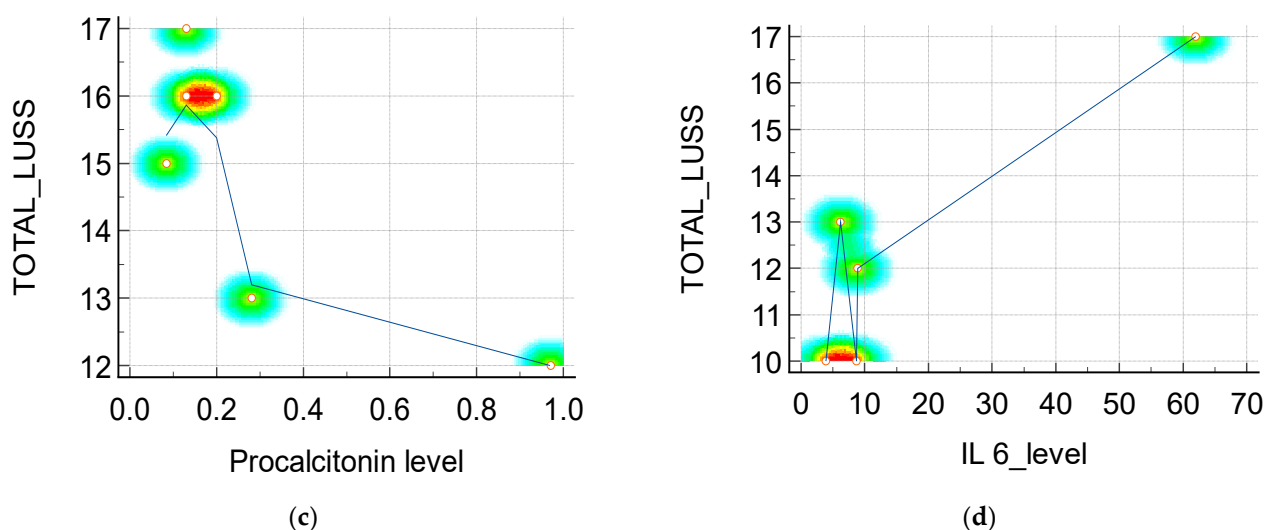 TOTAL_LUSS
17
16
15
14
13
12
0.0 0.2 0.4 0.6 0.8 1.0
Procalcitonin level
(c)
TOTAL_LUSS
17
16
15
14
13
12
11
10
0 10 20 30 40 50 60 70
IL 6_level
(d)